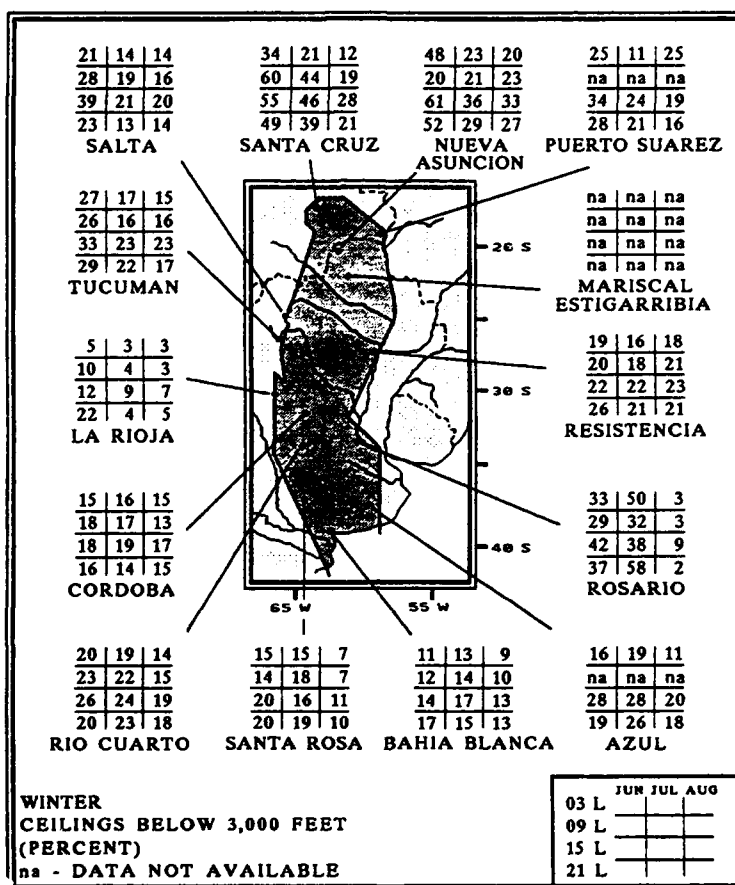 21 14 14
28 19 16
39 21 20
23 13 14
SALTA
34 21 12
60 44 19
55 46 28
49 39 21
SANTA CRUZ
48 23 20
20 21 23
61 36 33
52 29 27
NUEVA
ASUNCION
25 11 25
na na na
34 24 19
28 21 16
PUERTO SUAREZ
27 17 15
26 16 16
33 23 23
29 22 17
TUCUMAN
na na na
na na na
na na na
na na na
MARISCAL
ESTIGARRIBIA
5 3 3
10 4 3
12 9 7
22 4 5
LA RIOJA
19 16 18
20 18 21
22 22 23
26 21 21
RESISTENCIA
15 16 15
18 17 13
18 19 17
16 14 15
CORDOBA
33 50 3
29 32 3
42 38 9
37 58 2
ROSARIO
20 S
30 S
40 S
65 W
55 W
20 19 14
23 22 15
26 24 19
20 23 18
RIO CUARTO
15 15 7
14 18 7
20 16 11
20 19 10
SANTA ROSA
11 13 9
12 14 10
14 17 13
17 15 13
BAHIA BLANCA
16 19 11
na na na
28 28 20
19 26 18
AZUL
WINTER
CEILINGS BELOW 3,000 FEET
(PERCENT)
na - DATA NOT AVAILABLE
JUN JUL AUG
03 L
09 L
15 L
21 L